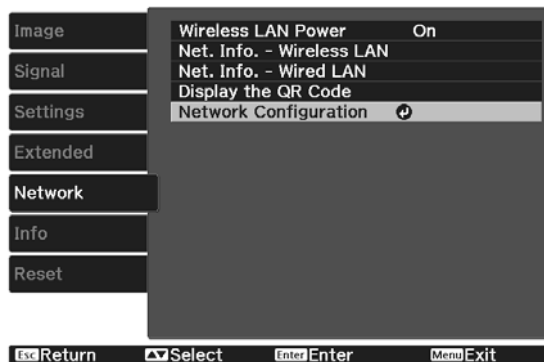 Image
Signal
Settings
Extended
Network
Info
Reset
Wireless LAN Power On
Net. Info. - Wireless LAN
Net. Info. - Wired LAN
Display the QR Code
Network Configuration
Esc Return Select Enter Enter Menu Exit